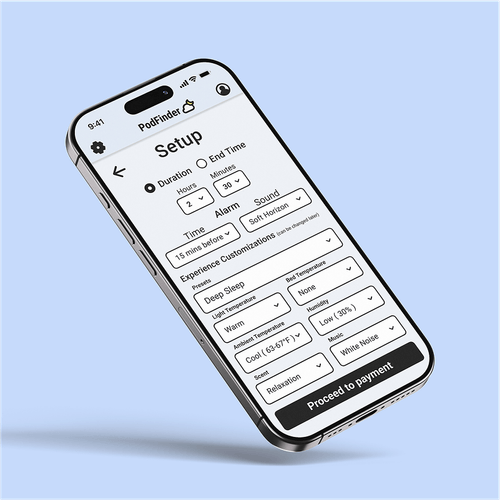 9:41
PodFinder
Setup
Duration End Time
Hours Minutes
2 30
Alarm
Time Sound
15 mins before Soft Horizon
Experience Customizations (can be changed later)
Presets
Deep Sleep
Light Temperature Bed Temperature
Warm None
Ambient Temperature Humidity
Cool ( 63-67°F ) Low ( 30% )
Scent Music
Relaxation White Noise
Proceed to payment